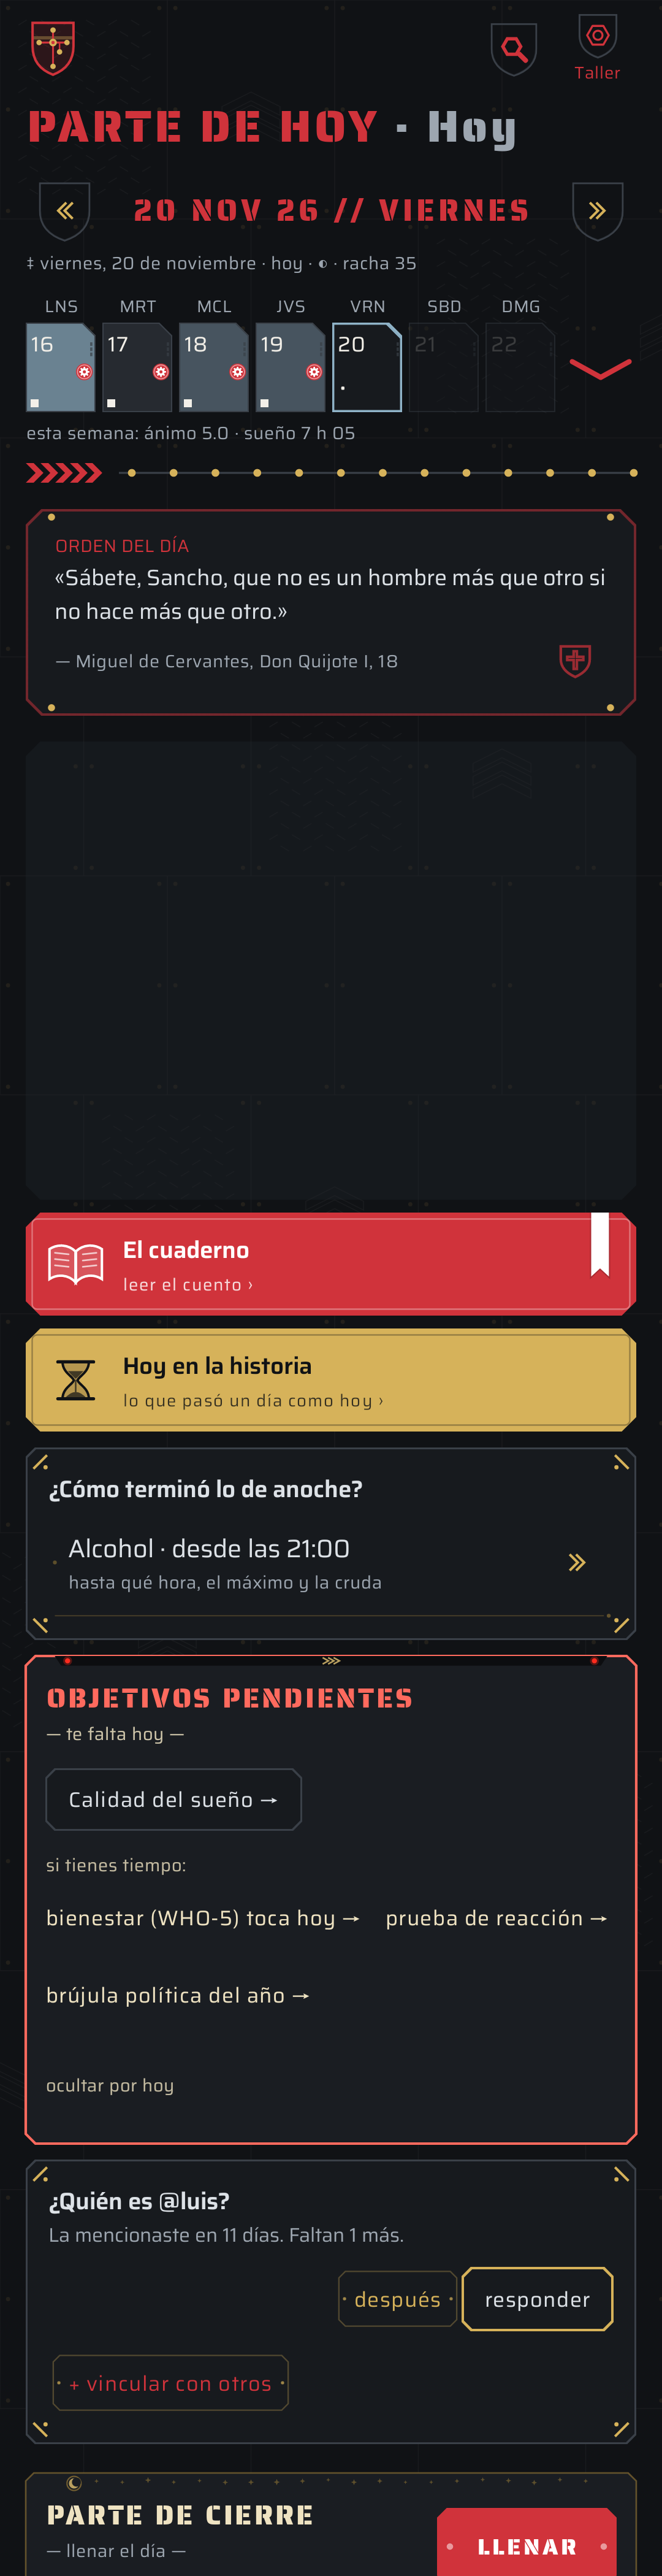 Taller
PARTE DE HOY · Hoy
20 NOV 26 // VIERNES
‡ viernes, 20 de noviembre · hoy · ◐ · racha 35
LNS MRT MCL JVS VRN SBD DMG
16 17 18 19 20 21 22
esta semana: ánimo 5.0 · sueño 7 h 05
ORDEN DEL DÍA
«Sábete, Sancho, que no es un hombre más que otro si
no hace más que otro.»
— Miguel de Cervantes, Don Quijote I, 18
El cuaderno
leer el cuento ›
Hoy en la historia
lo que pasó un día como hoy ›
¿Cómo terminó lo de anoche?
Alcohol · desde las 21:00
hasta qué hora, el máximo y la cruda
OBJETIVOS PENDIENTES
— te falta hoy —
Calidad del sueño →
si tienes tiempo:
bienestar (WHO-5) toca hoy → prueba de reacción →
brújula política del año →
ocultar por hoy
¿Quién es @luis?
La mencionaste en 11 días. Faltan 1 más.
después responder
+ vincular con otros
PARTE DE CIERRE
— llenar el día —
LLENAR